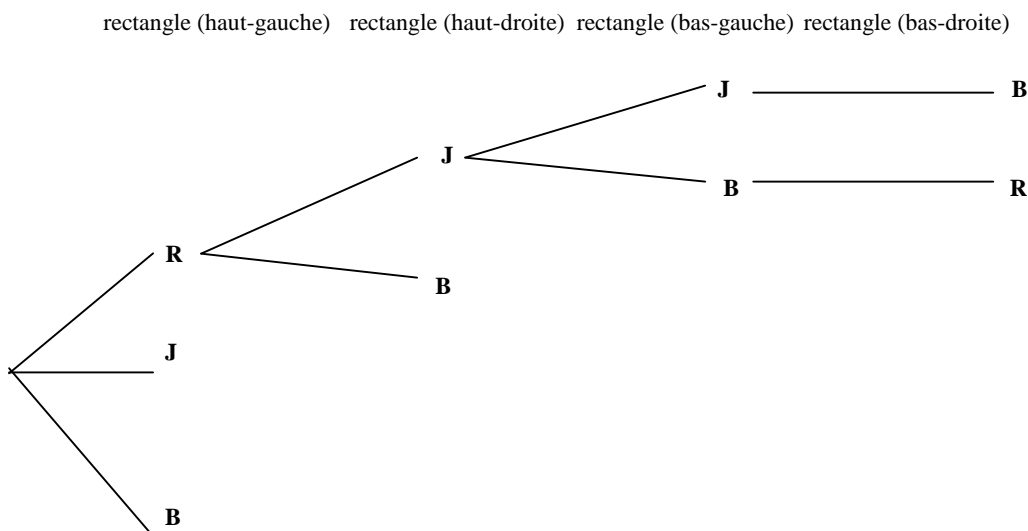 rectangle (haut-gauche) rectangle (haut-droite) rectangle (bas-gauche) rectangle (bas-droite)
J B
J
B R
R
B
J
B